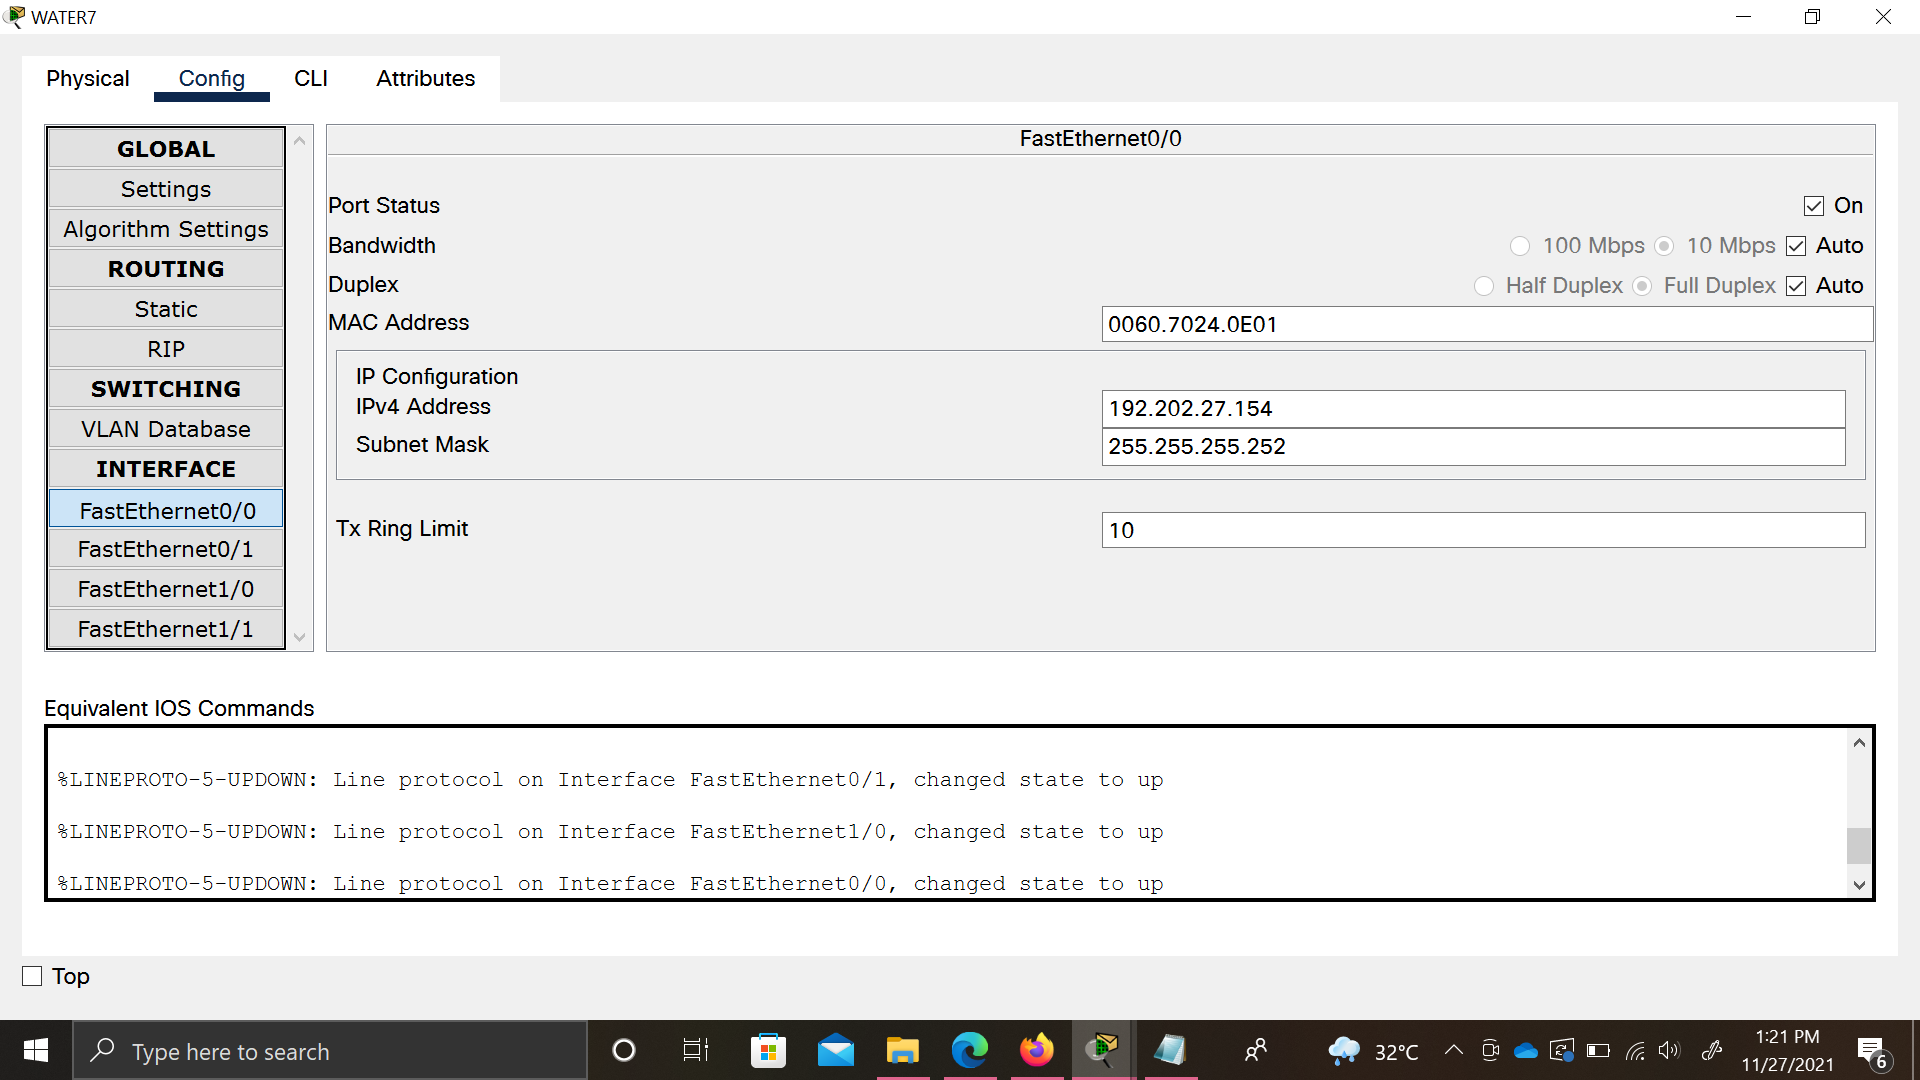 WATER7
Physical
Config
CLI
Attributes
GLOBAL
Settings
Algorithm Settings
ROUTING
Static
RIP
SWITCHING
VLAN Database
INTERFACE
FastEthernet0/0
FastEthernet0/1
FastEthernet1/0
FastEthernet1/1
FastEthernet0/0
Port Status
On
Bandwidth
100 Mbps
10 Mbps
Auto
Duplex
Half Duplex
Full Duplex
Auto
MAC Address
0060.7024.0E01
IP Configuration
IPv4 Address
192.202.27.154
Subnet Mask
255.255.255.252
Tx Ring Limit
10
Equivalent IOS Commands
%LINEPROTO-5-UPDOWN: Line protocol on Interface FastEthernet0/1, changed state to up
%LINEPROTO-5-UPDOWN: Line protocol on Interface FastEthernet1/0, changed state to up
%LINEPROTO-5-UPDOWN: Line protocol on Interface FastEthernet0/0, changed state to up
Top
Type here to search
32°C
1:21 PM
11/27/2021
6